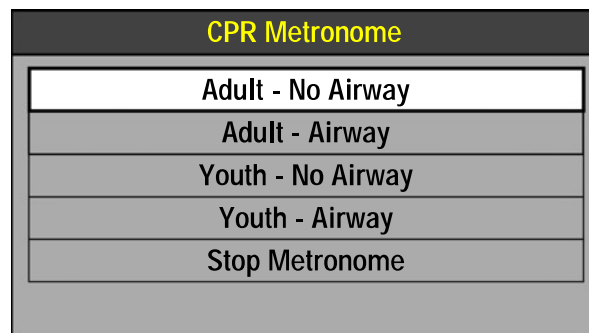 CPR Metronome
Adult - No Airway
Adult - Airway
Youth - No Airway
Youth - Airway
Stop Metronome